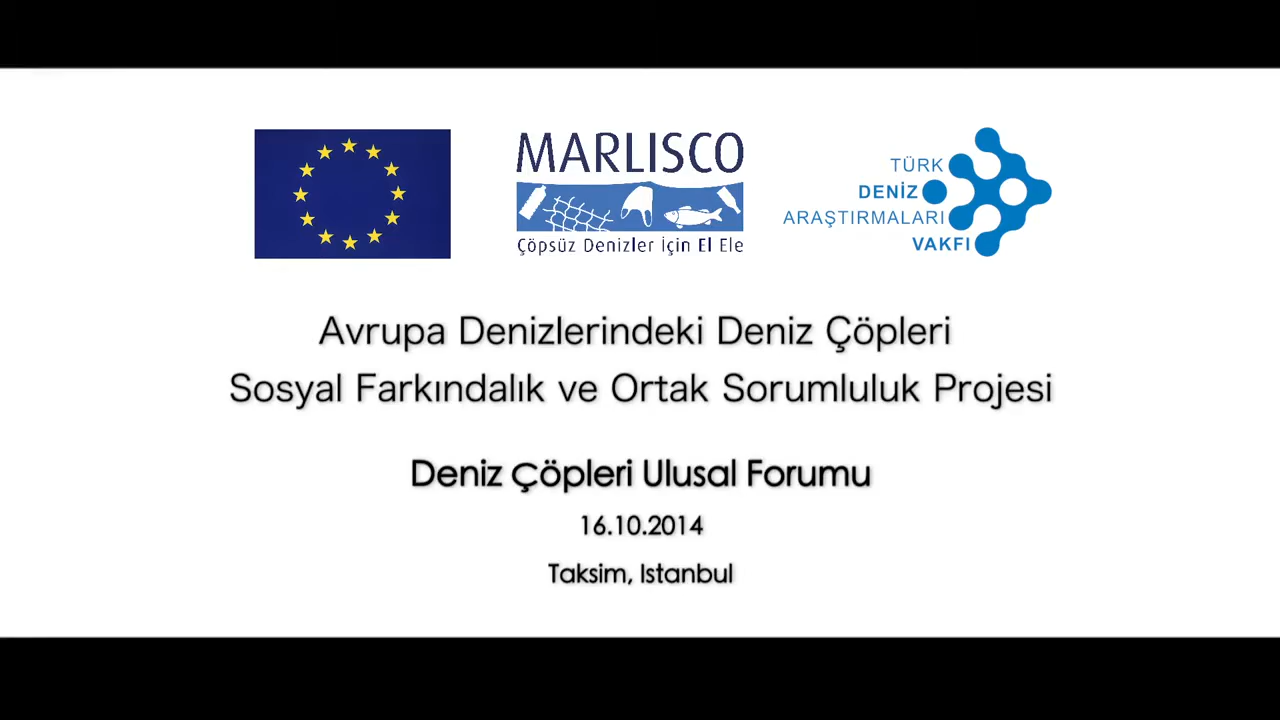 MARLISCO
Çöpsüz Denizler İçin El Ele
TÜRK
DENİZ
ARAŞTIRMALARI
VAKFI
Avrupa Denizlerindeki Deniz Çöpleri
Sosyal Farkındalık ve Ortak Sorumluluk Projesi
Deniz Çöpleri Ulusal Forumu
16.10.2014
Taksim, Istanbul